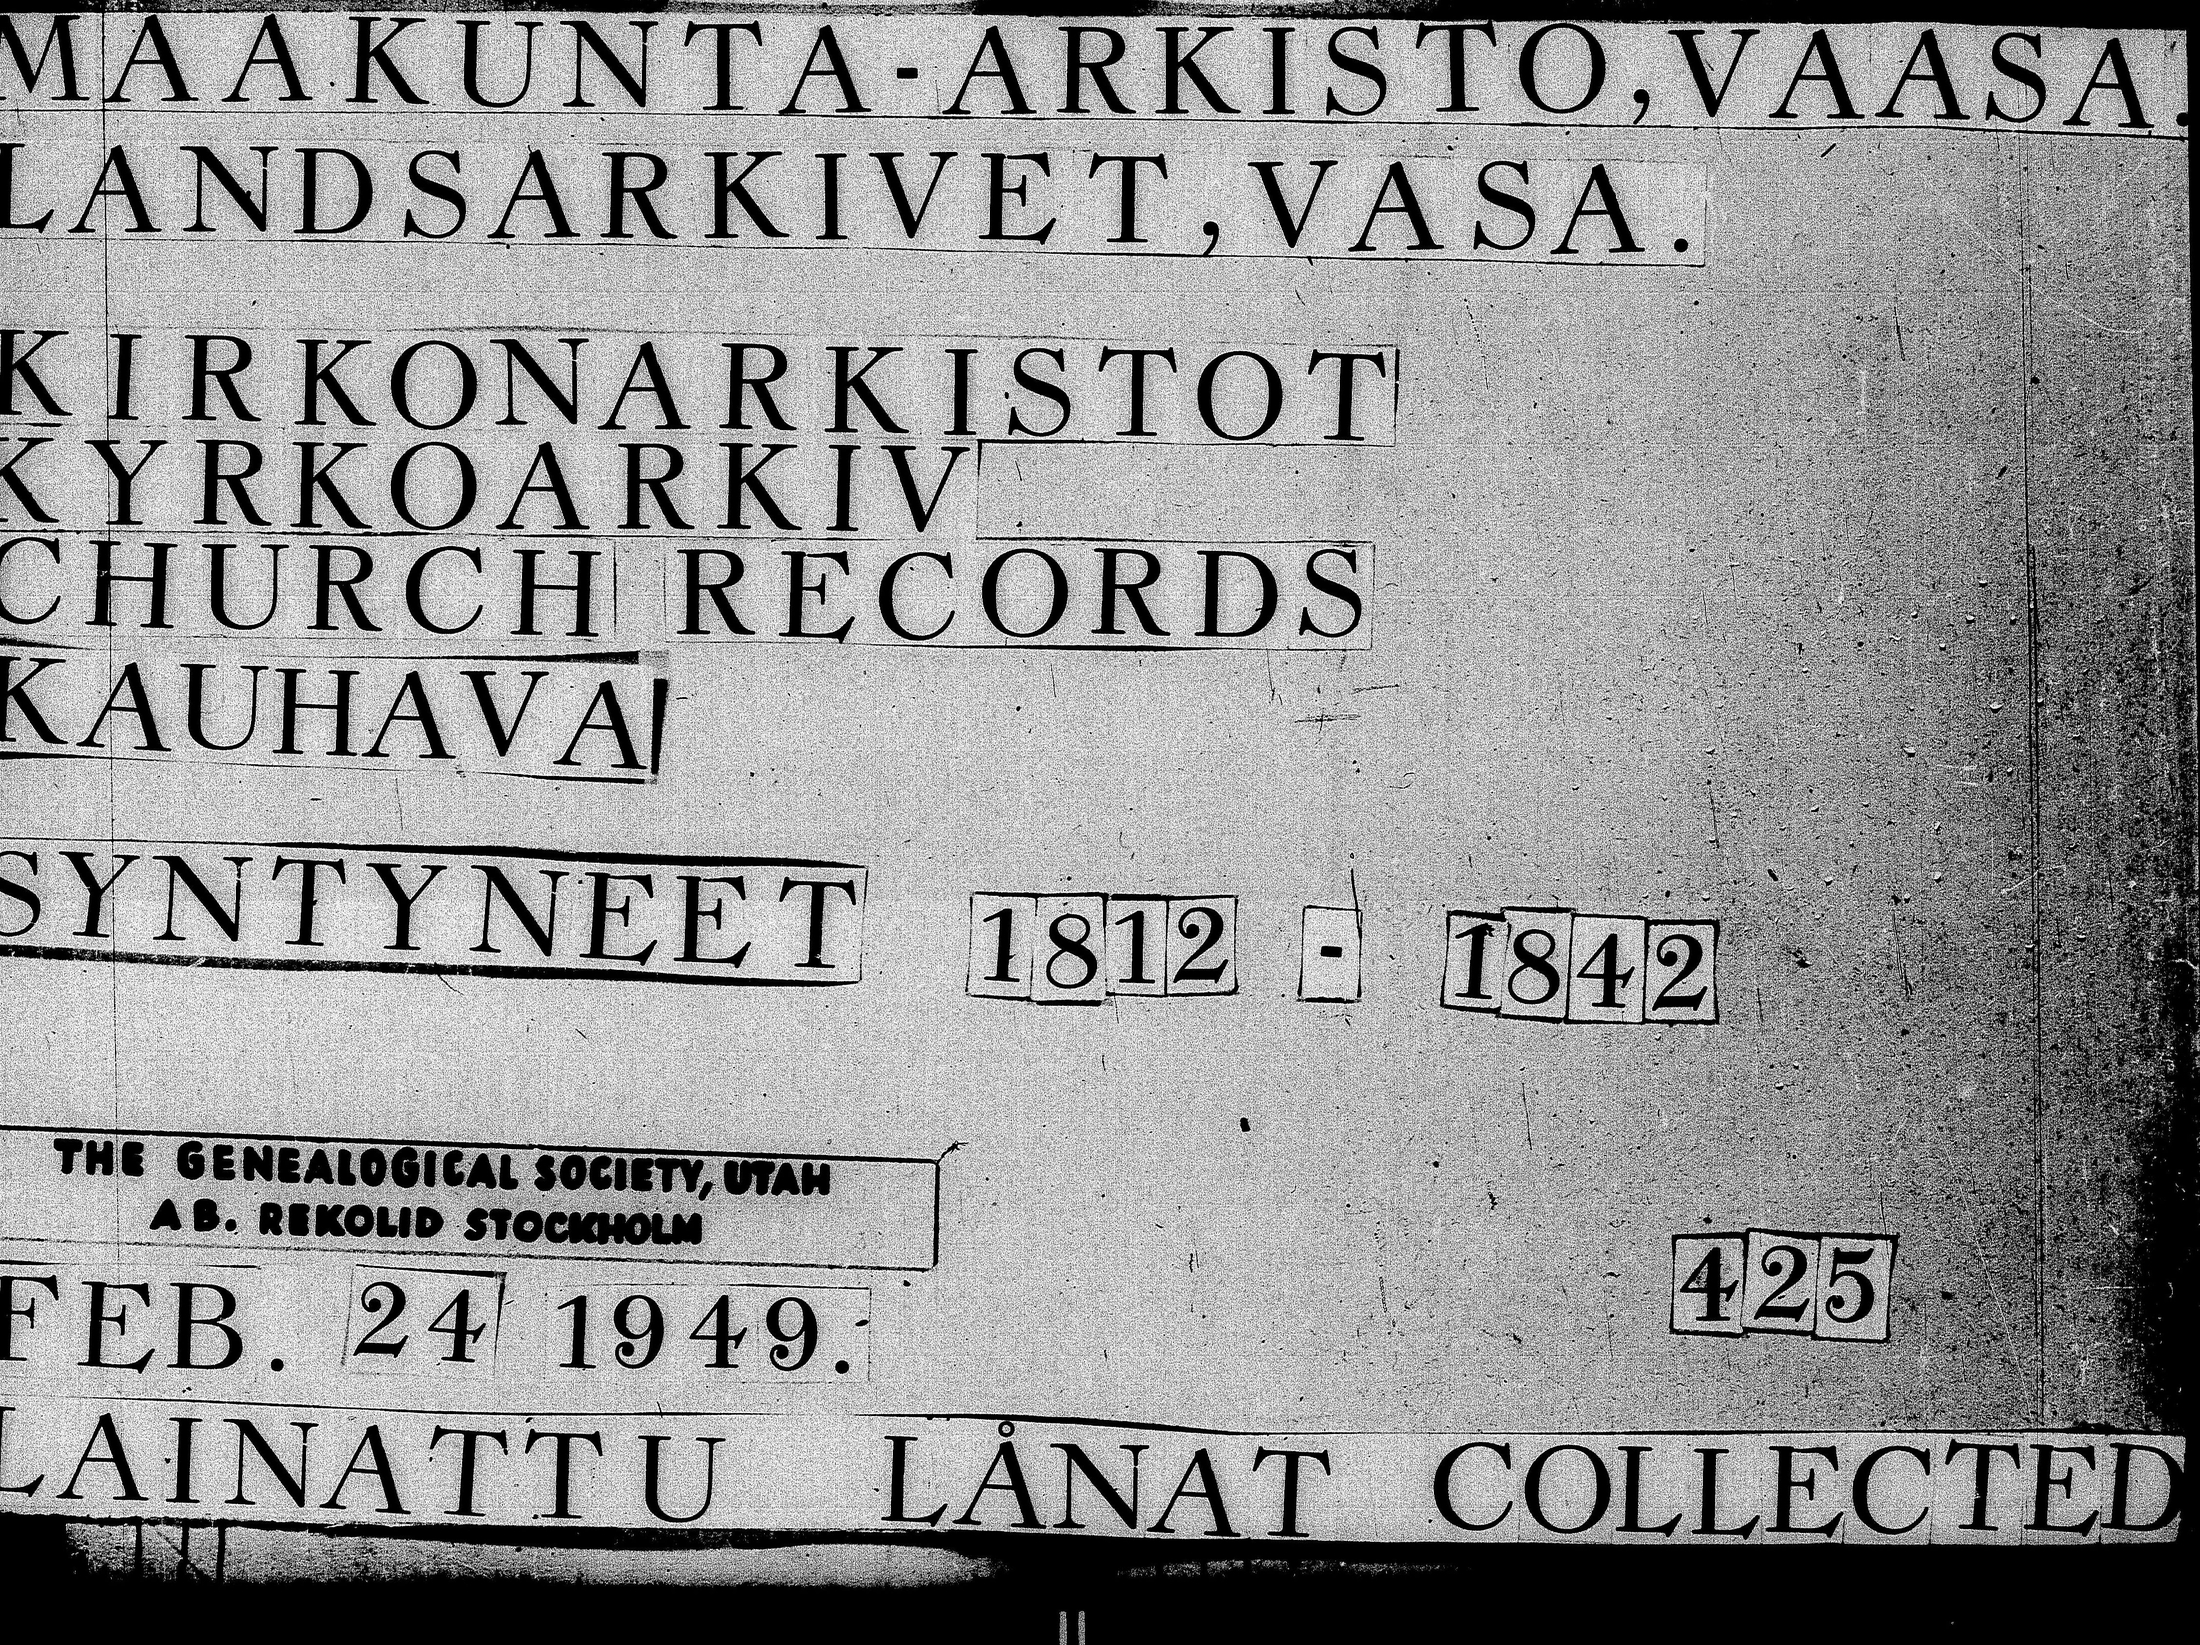 MAAKUNTA-ARKISTO, VAASA.
LANDSARKIVET, VASA.
KIRKONARKISTOT
KYRKOARKIV
CHURCH RECORDS
KAUHAVA
SYNTYNEET 1812 - 1842
THE GENEALOGICAL SOCIETY, UTAH
AB. REKOLID STOCKHOLM
425
FEB. 24 1949.
LAINATTU LÅNAT COLLECTED